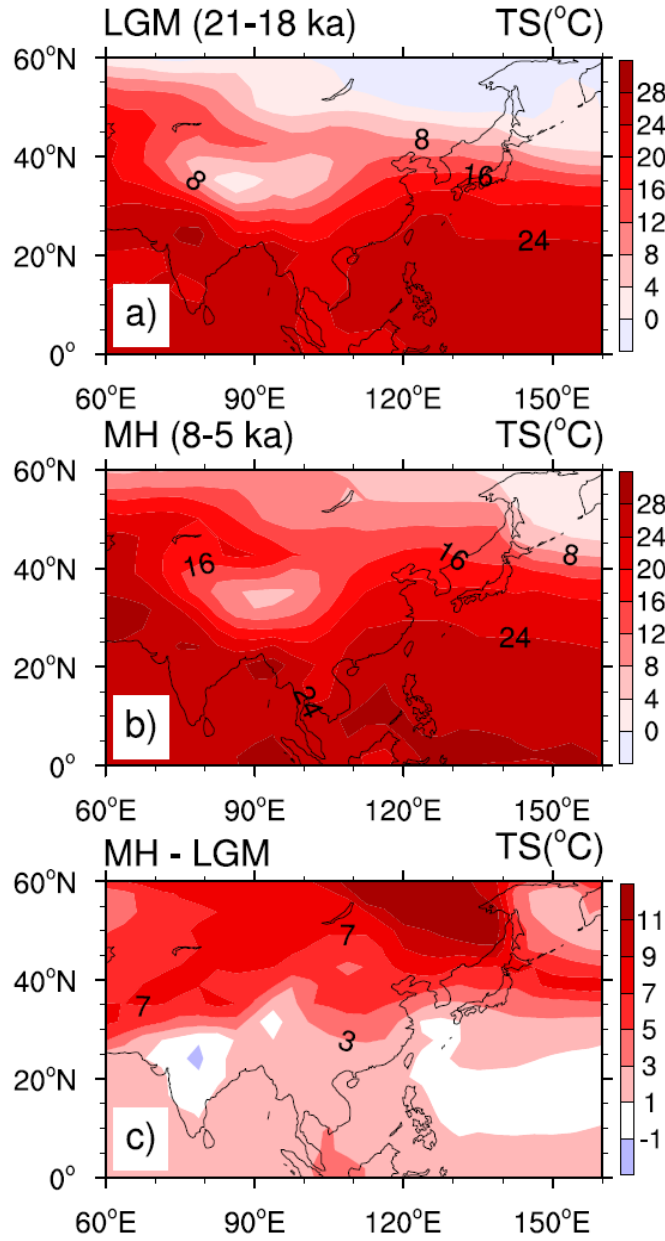 LGM (21-18 ka) TS(°C)
60°N
40°N
20°N
0°
8
8
16
24
a)
28
24
20
16
12
8
4
0
60°E 90°E 120°E 150°E
MH (8-5 ka) TS(°C)
60°N
40°N
20°N
0°
16
16
8
24
24
b)
28
24
20
16
12
8
4
0
60°E 90°E 120°E 150°E
MH - LGM TS(°C)
60°N
40°N
20°N
0°
7
7
3
c)
11
9
7
5
3
1
-1
60°E 90°E 120°E 150°E